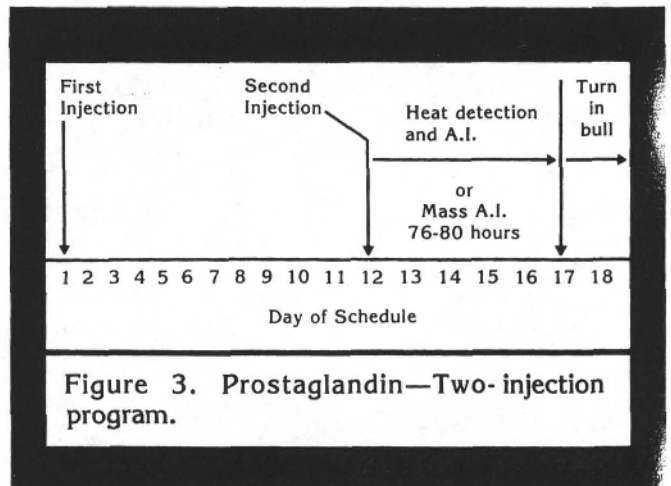 First
Injection
Second
Injection
Heat detection
and A.I.
or
Mass A.I.
76-80 hours
Turn
in
bull
1 2 3 4 5 6 7 8 9 10 11 12 13 14 15 16 17 18
Day of Schedule
Figure 3. Prostaglandin—Two-injection
program.